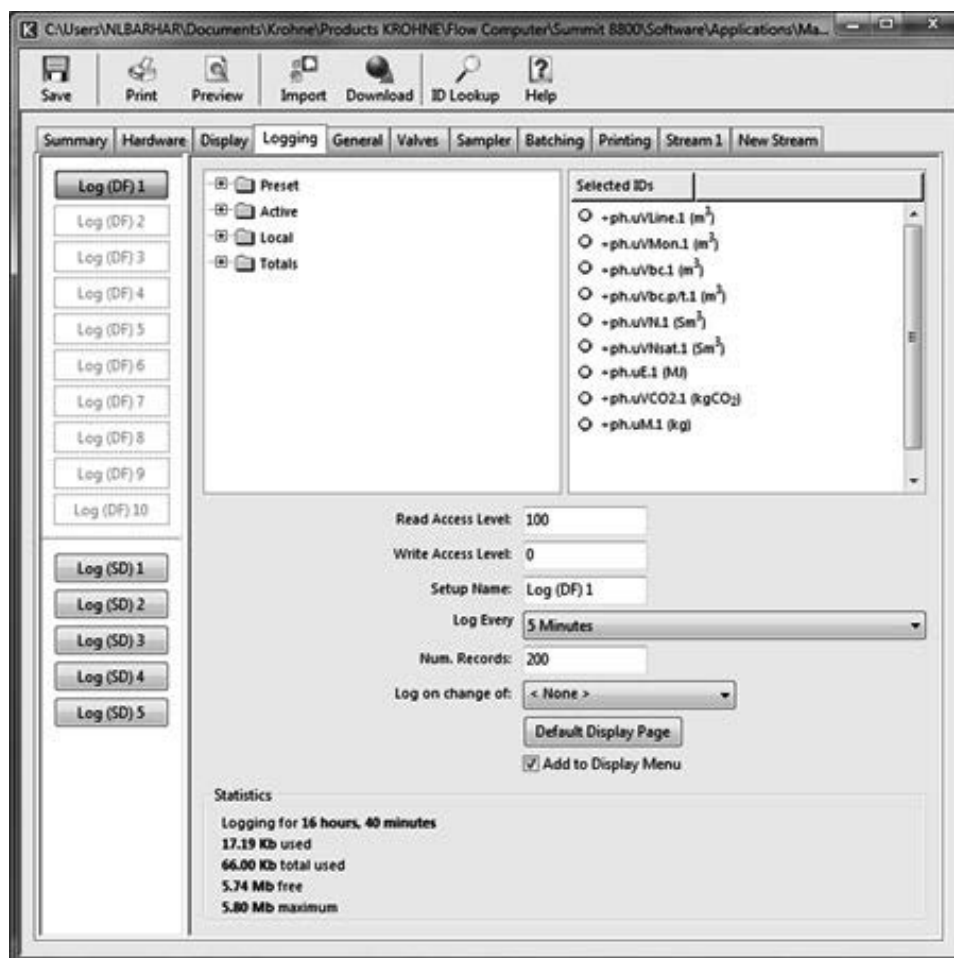 C:\Users\NLBARHAR\Documents\Krohne\Products KROHNE\Flow Computer\Summit 8800\Software\Applications\Ma...
Save Print Preview Import Download ID Lookup Help
Summary Hardware Display Logging General Valves Sampler Batching Printing Stream 1 New Stream
Log (DF) 1
Log (DF) 2
Log (DF) 3
Log (DF) 4
Log (DF) 5
Log (DF) 6
Log (DF) 7
Log (DF) 8
Log (DF) 9
Log (DF) 10
Log (SD) 1
Log (SD) 2
Log (SD) 3
Log (SD) 4
Log (SD) 5
Preset
Active
Local
Totals
Selected IDs
+ph.uVLine.1 (m³)
+ph.uVMon.1 (m³)
+ph.uVbc.1 (m³)
+ph.uVbc.p/t.1 (m³)
+ph.uVN.1 (Sm³)
+ph.uVNsat.1 (Sm³)
+ph.uE.1 (MJ)
+ph.uVCO2.1 (kgCO₂)
+ph.uM.1 (kg)
Read Access Level: 100
Write Access Level: 0
Setup Name: Log (DF) 1
Log Every 5 Minutes
Num. Records: 200
Log on change of: < None >
Default Display Page
Add to Display Menu
Statistics
Logging for 16 hours, 40 minutes
17.19 Kb used
66.00 Kb total used
5.74 Mb free
5.80 Mb maximum